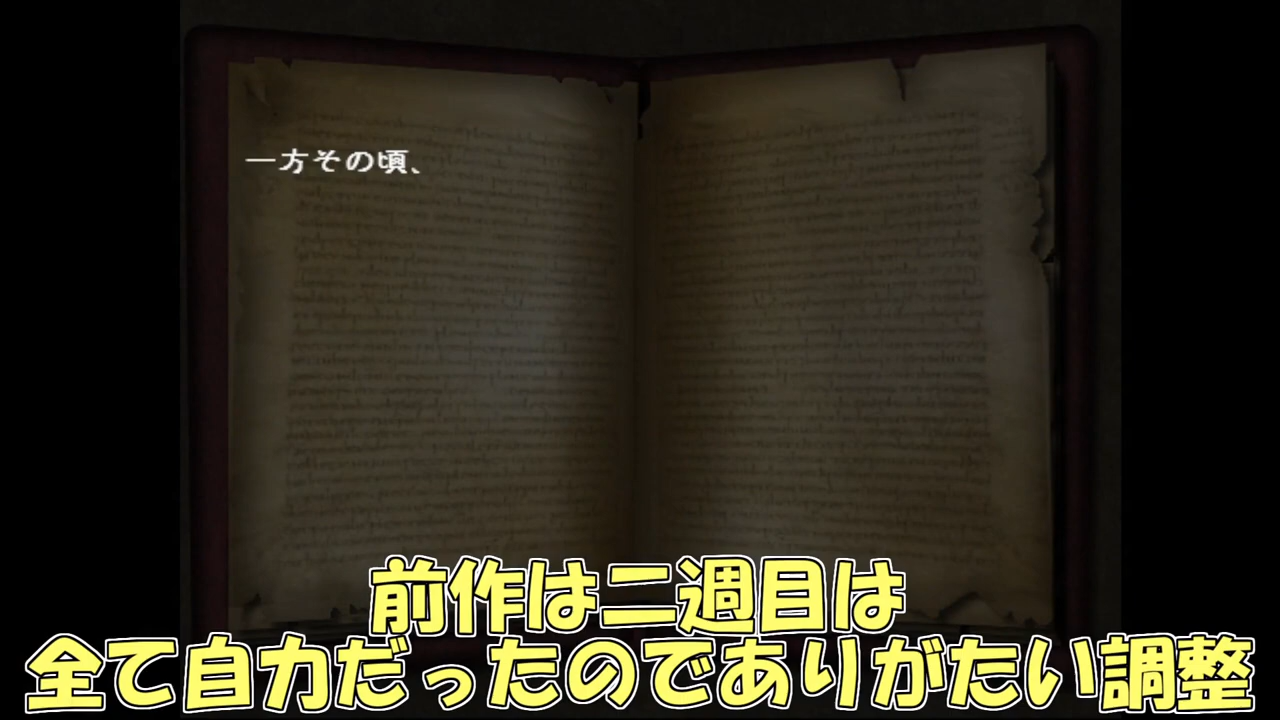 一方その頃、
前作は二週目は
全て自力だったのでありがたい調整